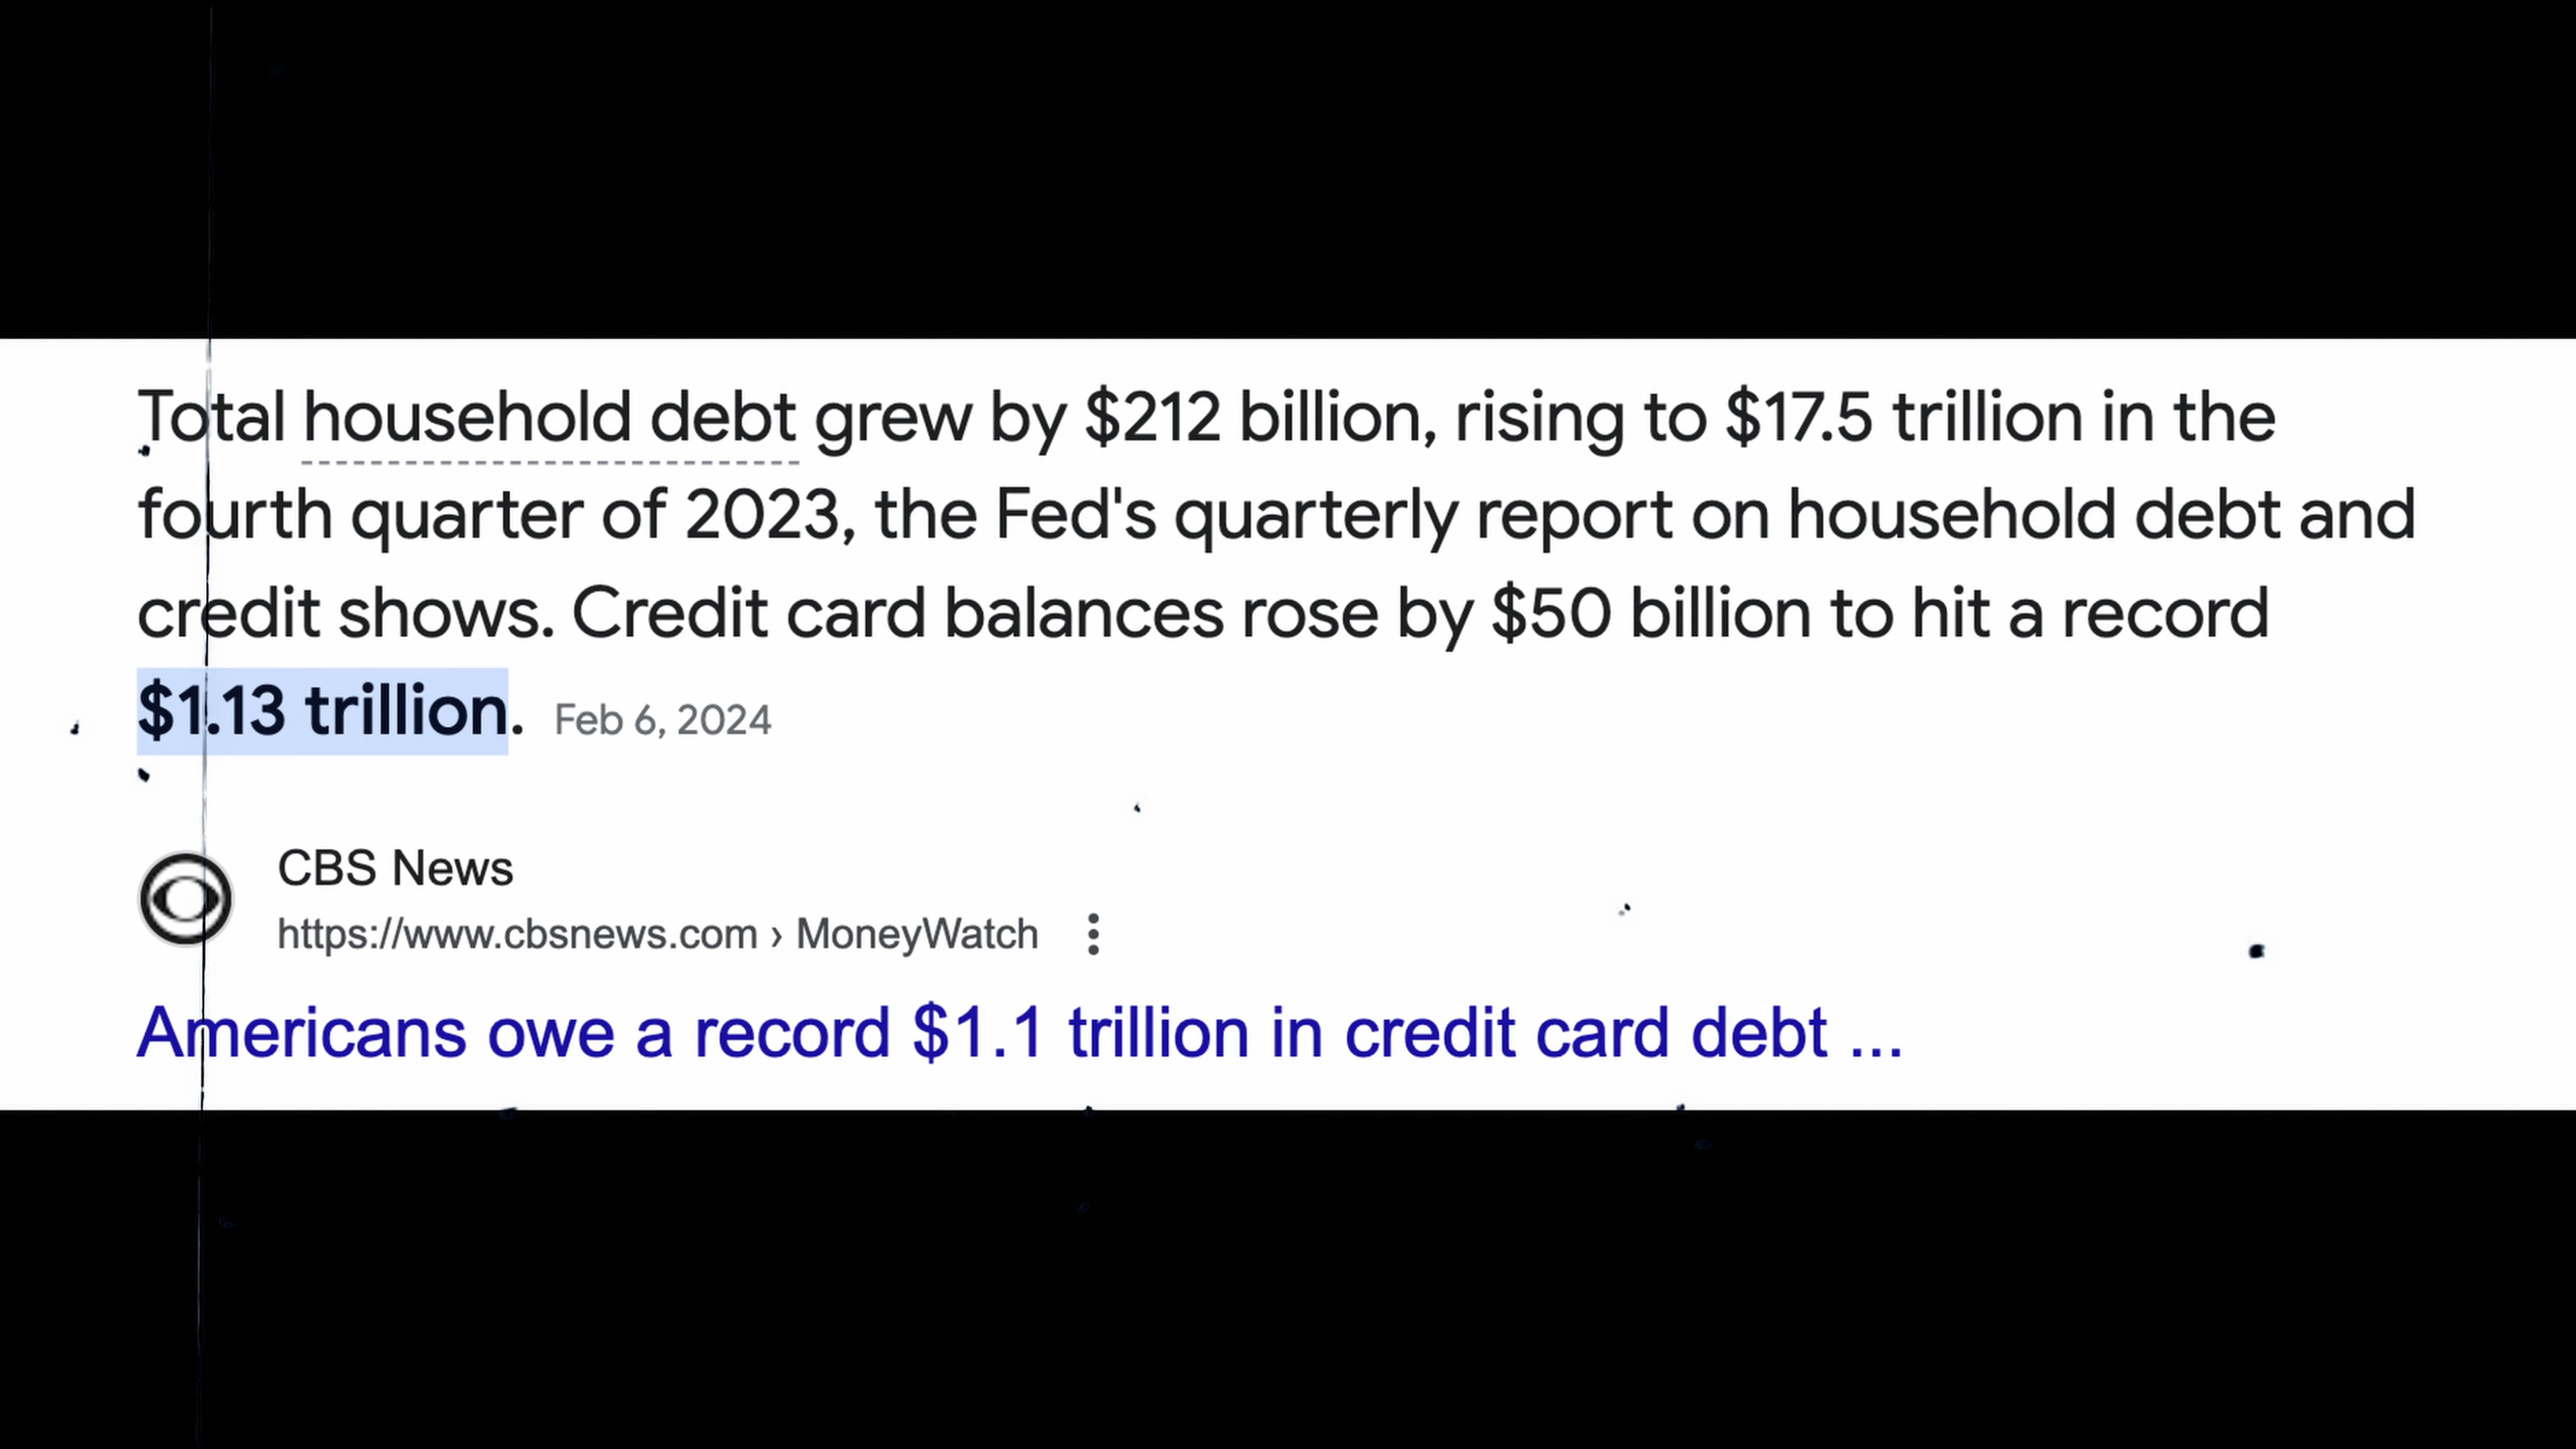 Total household debt grew by $212 billion, rising to $17.5 trillion in the
fourth quarter of 2023, the Fed's quarterly report on household debt and
credit shows. Credit card balances rose by $50 billion to hit a record
$1.13 trillion. Feb 6, 2024
CBS News
https://www.cbsnews.com › MoneyWatch
Americans owe a record $1.1 trillion in credit card debt ...